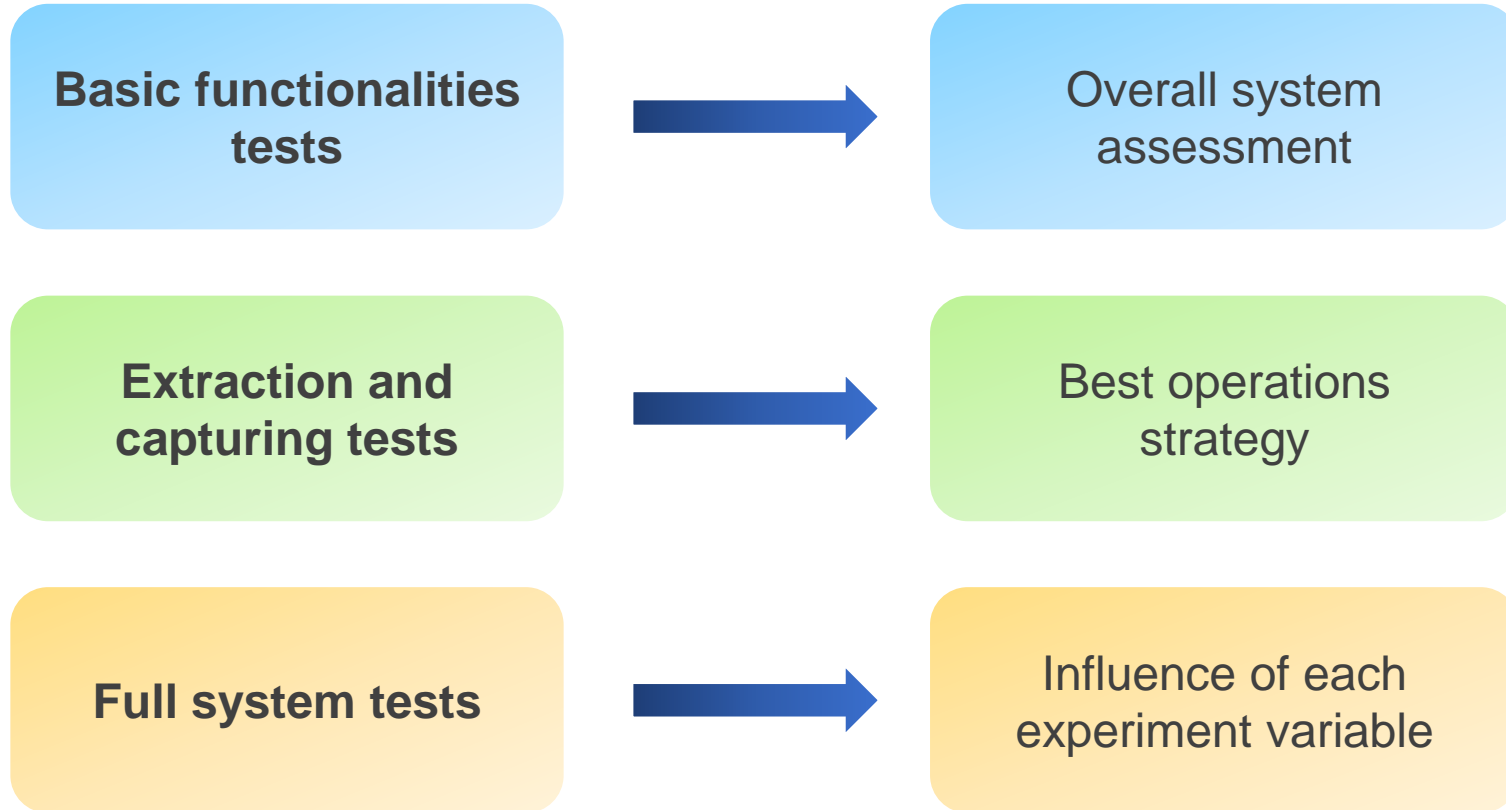 Basic functionalities
tests
Overall system
assessment
Extraction and
capturing tests
Best operations
strategy
Full system tests
Influence of each
experiment variable